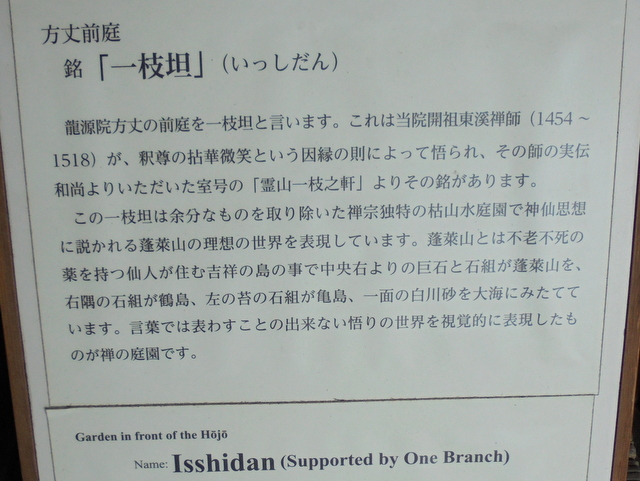 方丈前庭
銘「一枝坦」(いっしだん)
龍源院方丈の前庭を一枝坦と言います。これは当院開祖東溪禅師(1454～
1518)が、釈尊の拈華微笑という因縁の則によって悟られ、その師の実伝
和尚よりいただいた室号の「霊山一枝之軒」よりその銘があります。
この一枝坦は余分なものを取り除いた禅宗独特の枯山水庭園で神仙思想
に説かれる蓬萊山の理想の世界を表現しています。蓬萊山とは不老不死の
薬を持つ仙人が住む吉祥の島の事で中央右よりの巨石と石組が蓬萊山を、
右隅の石組が鶴島、左の苔の石組が亀島、一面の白川砂を大海にみたてて
います。言葉では表わすことの出来ない悟りの世界を視覚的に表現したも
のが禅の庭園です。
Garden in front of the Hōjō
Name: Isshidan (Supported by One Branch)